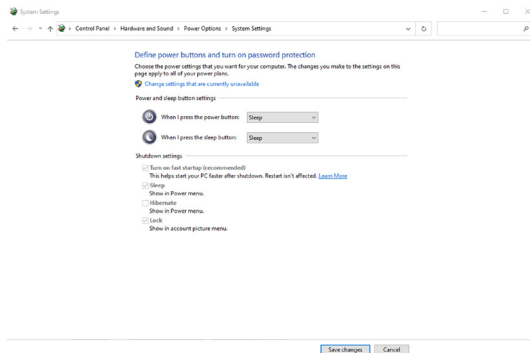 System Settings
Control Panel > Hardware and Sound > Power Options > System Settings
Define power buttons and turn on password protection
Choose the power settings that you want for your computer. The changes you make to the settings on this
page apply to all of your power plans.
Change settings that are currently unavailable
Power and sleep button settings
When I press the power button: Sleep
When I press the sleep button: Sleep
Shutdown settings
Turn on fast startup (recommended)
This helps start your PC faster after shutdown. Restart isn't affected. Learn More
Sleep
Show in Power menu.
Hibernate
Show in Power menu.
Lock
Show in account picture menu.
Save changes Cancel